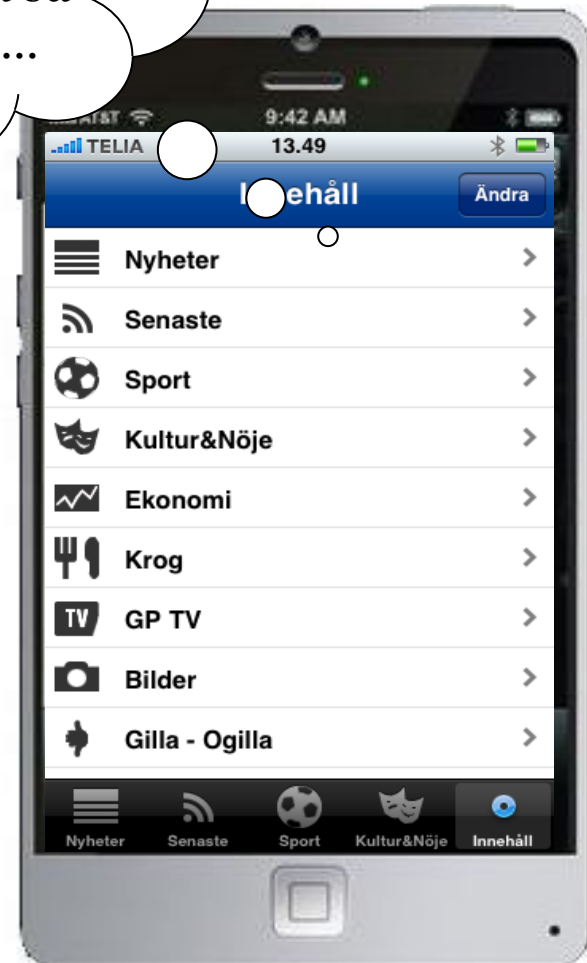 ...
AT&T 9:42 AM
TELIA 13.49
Innehåll Ändra
Nyheter
Senaste
Sport
Kultur&Nöje
Ekonomi
Krog
TV GP TV
Bilder
Gilla - Ogilla
Nyheter Senaste Sport Kultur&Nöje Innehåll